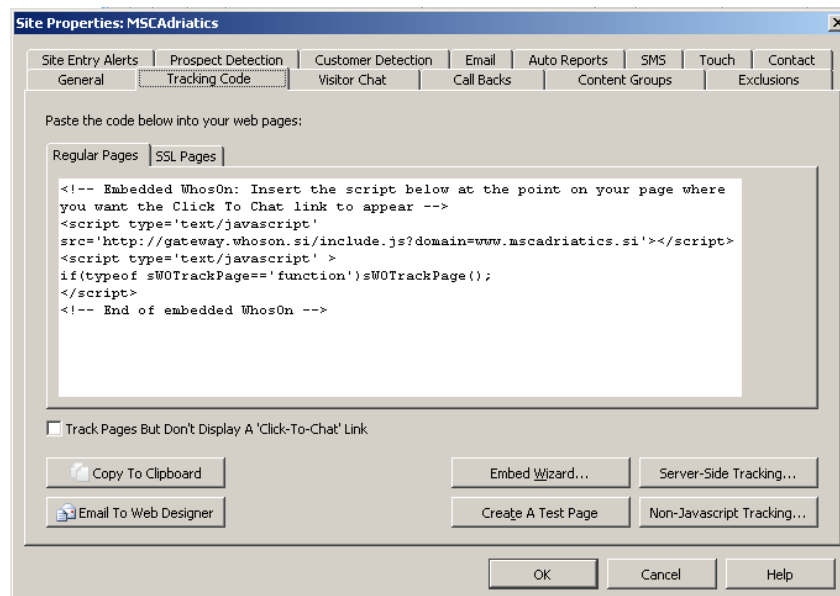 Site Properties: MSCAdriatics
Site Entry Alerts Prospect Detection Customer Detection Email Auto Reports SMS Touch Contact
General Tracking Code Visitor Chat Call Backs Content Groups Exclusions
Paste the code below into your web pages:
Regular Pages SSL Pages
<!-- Embedded WhosOn: Insert the script below at the point on your page where
you want the Click To Chat link to appear -->
<script type='text/javascript'
src='http://gateway.whoson.si/include.js?domain=www.mscadriatics.si'></script>
<script type='text/javascript' >
if(typeof sWOTrackPage=='function')sWOTrackPage();
</script>
<!-- End of embedded WhosOn -->
Track Pages But Don't Display A 'Click-To-Chat' Link
Copy To Clipboard Embed Wizard... Server-Side Tracking...
Email To Web Designer Create A Test Page Non-Javascript Tracking...
OK Cancel Help